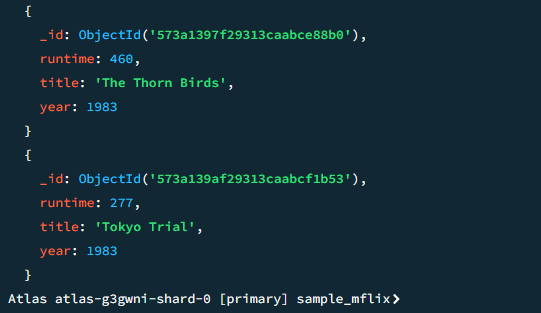 {
_id: ObjectId('573a1397f29313caabce88b0'),
runtime: 460,
title: 'The Thorn Birds',
year: 1983
}
{
_id: ObjectId('573a139af29313caabcf1b53'),
runtime: 277,
title: 'Tokyo Trial',
year: 1983
}
Atlas atlas-g3gwni-shard-0 [primary] sample_mflix>